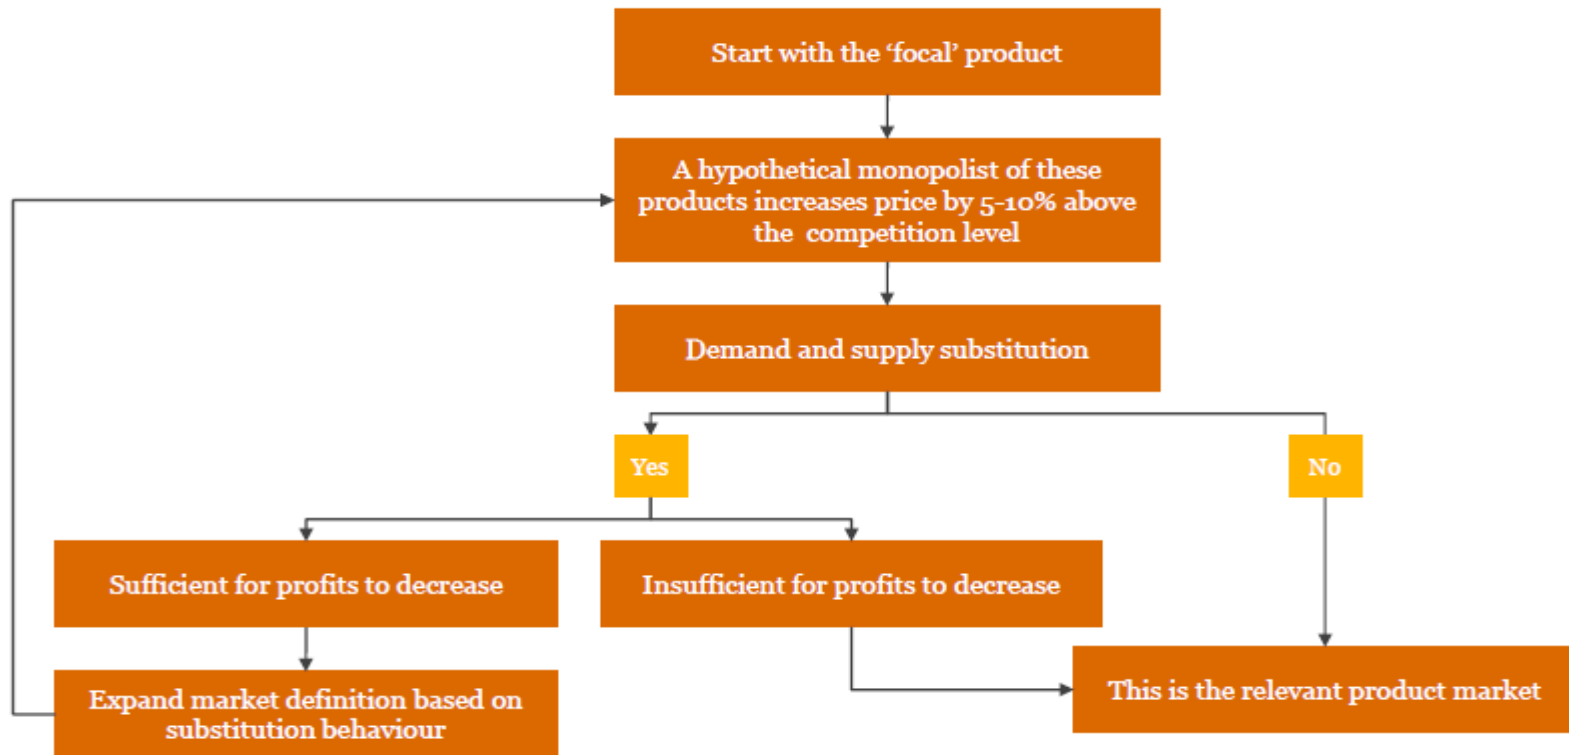 Start with the ‘focal’ product
A hypothetical monopolist of these
products increases price by 5-10% above
the competition level
Demand and supply substitution
Yes
No
Sufficient for profits to decrease
Insufficient for profits to decrease
Expand market definition based on
substitution behaviour
This is the relevant product market